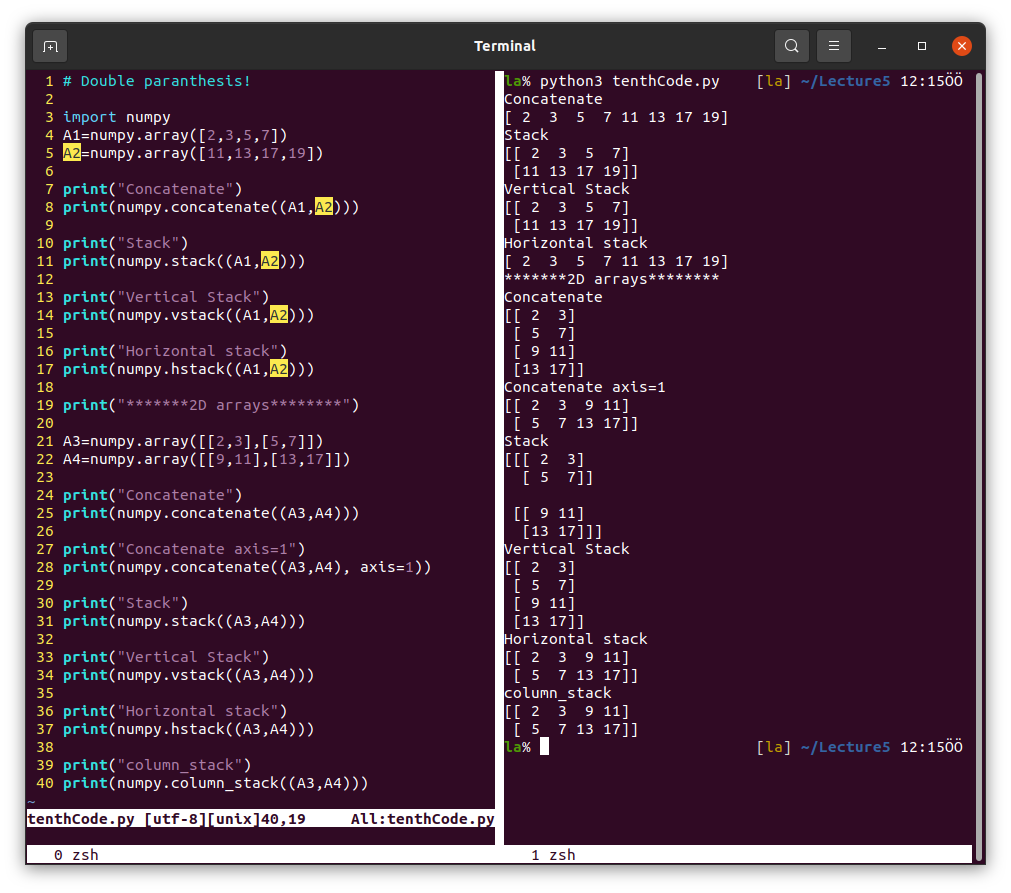 Terminal
1 # Double paranthesis!
2
3 import numpy
4 A1=numpy.array([2,3,5,7])
5 A2=numpy.array([11,13,17,19])
6
7 print("Concatenate")
8 print(numpy.concatenate((A1,A2)))
9
10 print("Stack")
11 print(numpy.stack((A1,A2)))
12
13 print("Vertical Stack")
14 print(numpy.vstack((A1,A2)))
15
16 print("Horizontal stack")
17 print(numpy.hstack((A1,A2)))
18
19 print("*******2D arrays********")
20
21 A3=numpy.array([[2,3],[5,7]])
22 A4=numpy.array([[9,11],[13,17]])
23
24 print("Concatenate")
25 print(numpy.concatenate((A3,A4)))
26
27 print("Concatenate axis=1")
28 print(numpy.concatenate((A3,A4), axis=1))
29
30 print("Stack")
31 print(numpy.stack((A3,A4)))
32
33 print("Vertical Stack")
34 print(numpy.vstack((A3,A4)))
35
36 print("Horizontal stack")
37 print(numpy.hstack((A3,A4)))
38
39 print("column_stack")
40 print(numpy.column_stack((A3,A4)))
~
tenthCode.py [utf-8][unix]40,19 All:tenthCode.py
la% python3 tenthCode.py [la] ~/Lecture5 12:15ÖÖ
Concatenate
[ 2  3  5  7 11 13 17 19]
Stack
[[ 2  3  5  7]
 [11 13 17 19]]
Vertical Stack
[[ 2  3  5  7]
 [11 13 17 19]]
Horizontal stack
[ 2  3  5  7 11 13 17 19]
*******2D arrays********
Concatenate
[[ 2  3]
 [ 5  7]
 [ 9 11]
 [13 17]]
Concatenate axis=1
[[ 2  3  9 11]
 [ 5  7 13 17]]
Stack
[[[ 2  3]
  [ 5  7]]

 [[ 9 11]
  [13 17]]]
Vertical Stack
[[ 2  3]
 [ 5  7]
 [ 9 11]
 [13 17]]
Horizontal stack
[[ 2  3  9 11]
 [ 5  7 13 17]]
column_stack
[[ 2  3  9 11]
 [ 5  7 13 17]]
la% [la] ~/Lecture5 12:15ÖÖ
0 zsh 1 zsh